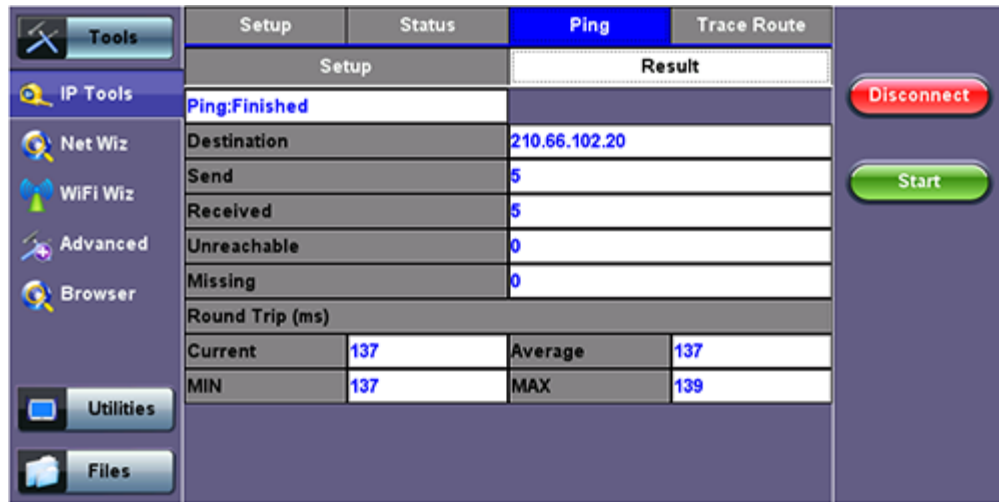 Tools
IP Tools
Net Wiz
WiFi Wiz
Advanced
Browser
Utilities
Files
Setup Status Ping Trace Route
Setup Result
Ping:Finished
Destination 210.66.102.20
Send 5
Received 5
Unreachable 0
Missing 0
Round Trip (ms)
Current 137 Average 137
MIN 137 MAX 139
Disconnect
Start